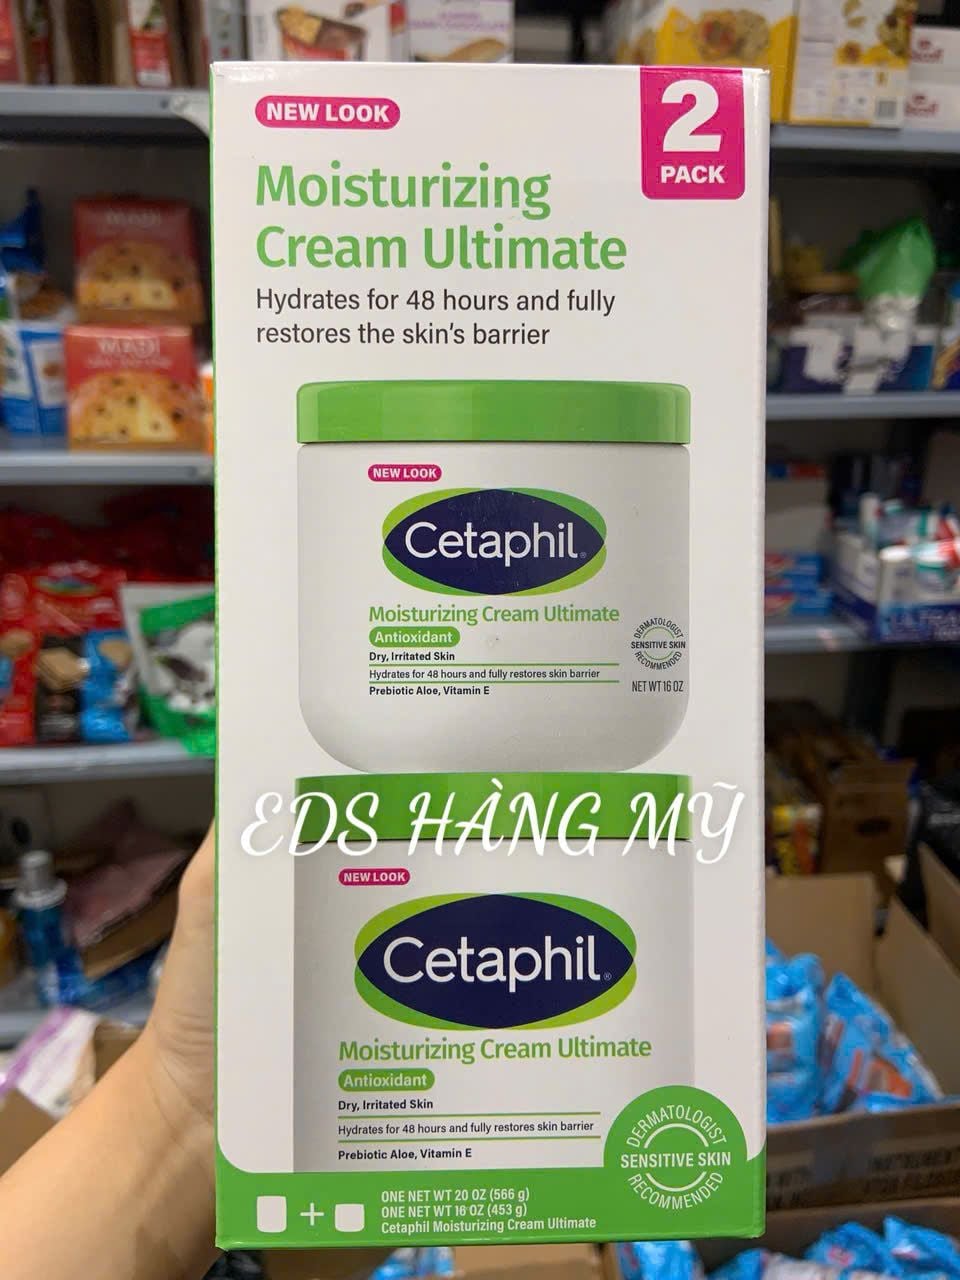 NEW LOOK
2
PACK
Moisturizing
Cream Ultimate
Hydrates for 48 hours and fully
restores the skin's barrier
NEW LOOK
Cetaphil®
Moisturizing Cream Ultimate
Antioxidant
Dry, Irritated Skin
Hydrates for 48 hours and fully restores skin barrier
Prebiotic Aloe, Vitamin E
DERMATOLOGIST
SENSITIVE SKIN
RECOMMENDED
NET WT 16 OZ
EDS HÀNG MỸ
NEW LOOK
Cetaphil®
Moisturizing Cream Ultimate
Antioxidant
Dry, Irritated Skin
Hydrates for 48 hours and fully restores skin barrier
Prebiotic Aloe, Vitamin E
DERMATOLOGIST
SENSITIVE SKIN
RECOMMENDED
+
ONE NET WT 20 OZ (566 g)
ONE NET WT 16 OZ (453 g)
Cetaphil Moisturizing Cream Ultimate